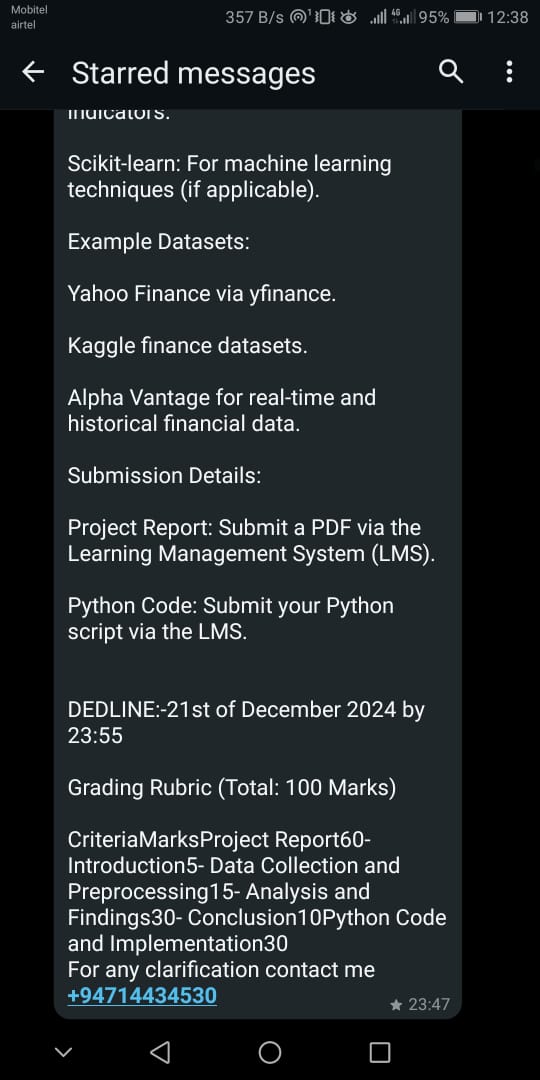 Mobitel
airtel
357 B/s 4G 95% 12:38
Starred messages
indicators.
Scikit-learn: For machine learning
techniques (if applicable).
Example Datasets:
Yahoo Finance via yfinance.
Kaggle finance datasets.
Alpha Vantage for real-time and
historical financial data.
Submission Details:
Project Report: Submit a PDF via the
Learning Management System (LMS).
Python Code: Submit your Python
script via the LMS.
DEDLINE:-21st of December 2024 by
23:55
Grading Rubric (Total: 100 Marks)
CriteriaMarksProject Report60-
Introduction5- Data Collection and
Preprocessing15- Analysis and
Findings30- Conclusion10Python Code
and Implementation30
For any clarification contact me
+94714434530
23:47